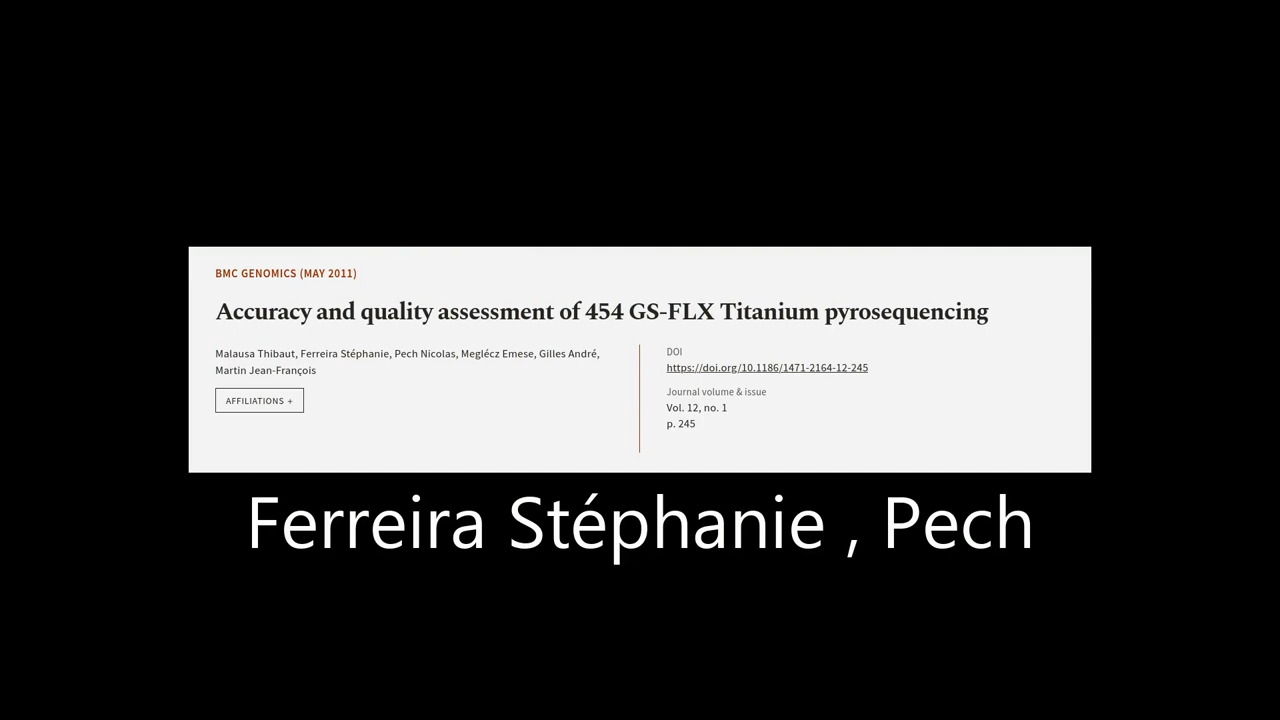 BMC GENOMICS (MAY 2011)
Accuracy and quality assessment of 454 GS-FLX Titanium pyrosequencing
Malausa Thibaut, Ferreira Stéphanie, Pech Nicolas, Meglécz Emese, Gilles André,
Martin Jean-François
AFFILIATIONS +
DOI
https://doi.org/10.1186/1471-2164-12-245
Journal volume & issue
Vol. 12, no. 1
p. 245
Ferreira Stéphanie , Pech